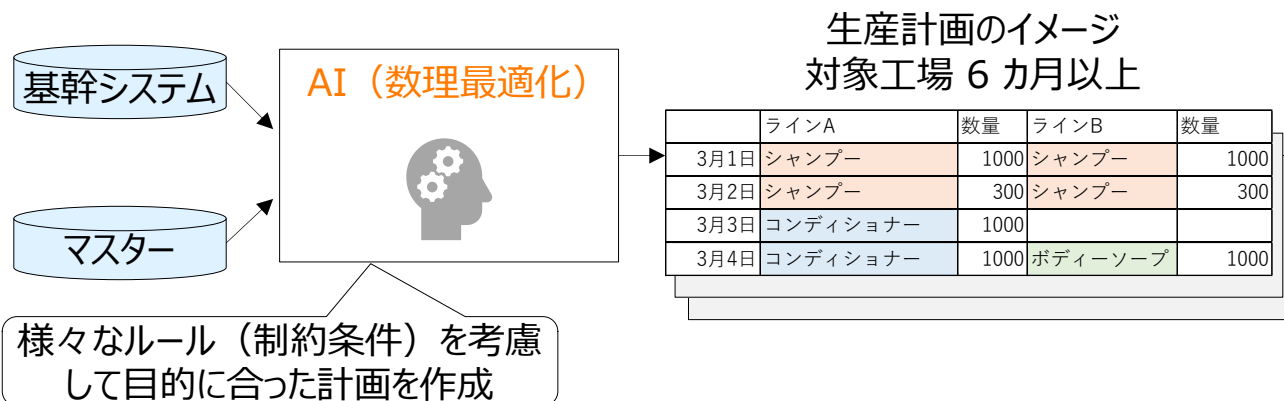 基幹システム
マスター
AI（数理最適化）
様々なルール（制約条件）を考慮
して目的に合った計画を作成
生産計画のイメージ
対象工場 6 カ月以上
ラインA 数量 ラインB 数量
3月1日 シャンプー 1000 シャンプー 1000
3月2日 シャンプー 300 シャンプー 300
3月3日 コンディショナー 1000
3月4日 コンディショナー 1000 ボディーソープ 1000